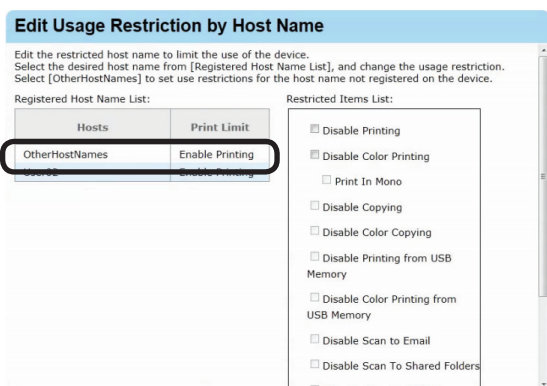 Edit Usage Restriction by Host Name
Edit the restricted host name to limit the use of the device.
Select the desired host name from [Registered Host Name List], and change the usage restriction.
Select [OtherHostNames] to set use restrictions for the host name not registered on the device.
Registered Host Name List:
Hosts Print Limit
OtherHostNames Enable Printing
Enable Printing
Restricted Items List:
Disable Printing
Disable Color Printing
Print In Mono
Disable Copying
Disable Color Copying
Disable Printing from USB
Memory
Disable Color Printing from
USB Memory
Disable Scan to Email
Disable Scan To Shared Folders